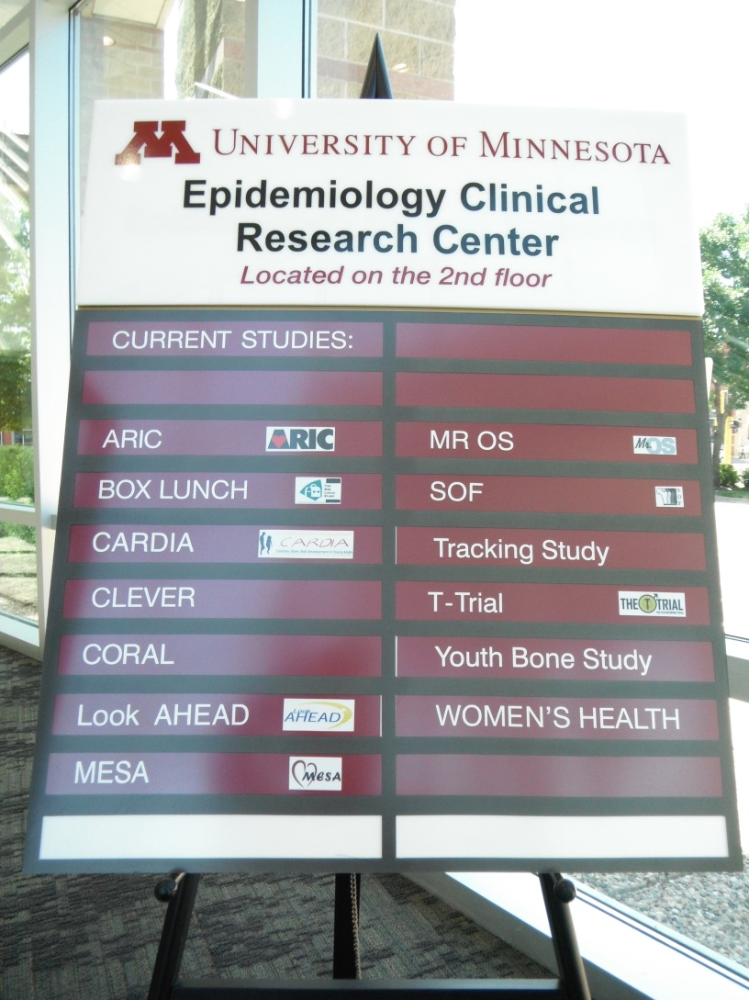 M UNIVERSITY OF MINNESOTA
Epidemiology Clinical
Research Center
Located on the 2nd floor
CURRENT STUDIES:
ARIC ARIC
BOX LUNCH
CARDIA CARDIA
CLEVER
CORAL
Look AHEAD Look AHEAD
MESA MESA
MR OS MrOS
SOF
Tracking Study
T-Trial THE T TRIAL
Youth Bone Study
WOMEN'S HEALTH